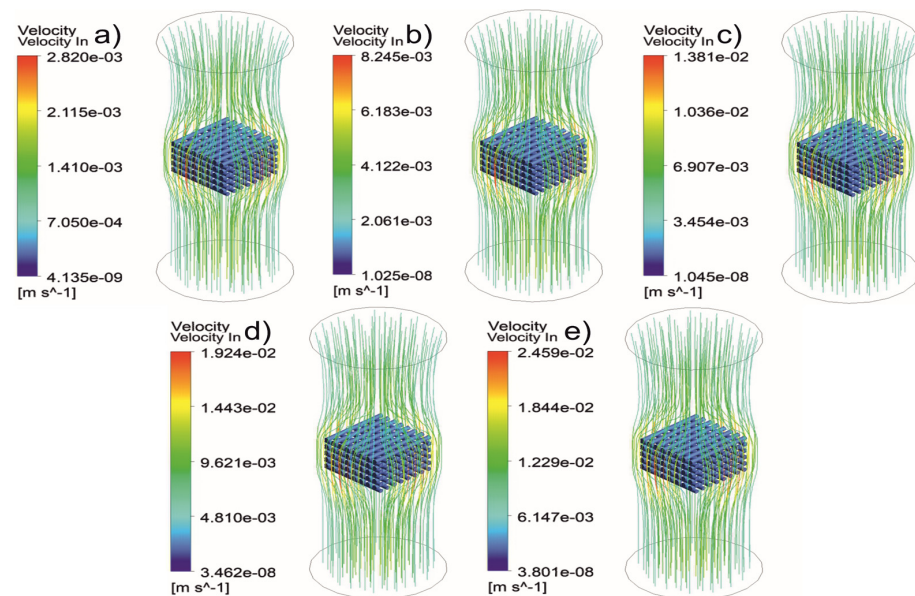 a)
Velocity
Velocity In
2.820e-03
2.115e-03
1.410e-03
7.050e-04
4.135e-09
[m s^-1]
b)
Velocity
Velocity In
8.245e-03
6.183e-03
4.122e-03
2.061e-03
1.025e-08
[m s^-1]
c)
Velocity
Velocity In
1.381e-02
1.036e-02
6.907e-03
3.454e-03
1.045e-08
[m s^-1]
d)
Velocity
Velocity In
1.924e-02
1.443e-02
9.621e-03
4.810e-03
3.462e-08
[m s^-1]
e)
Velocity
Velocity In
2.459e-02
1.844e-02
1.229e-02
6.147e-03
3.801e-08
[m s^-1]